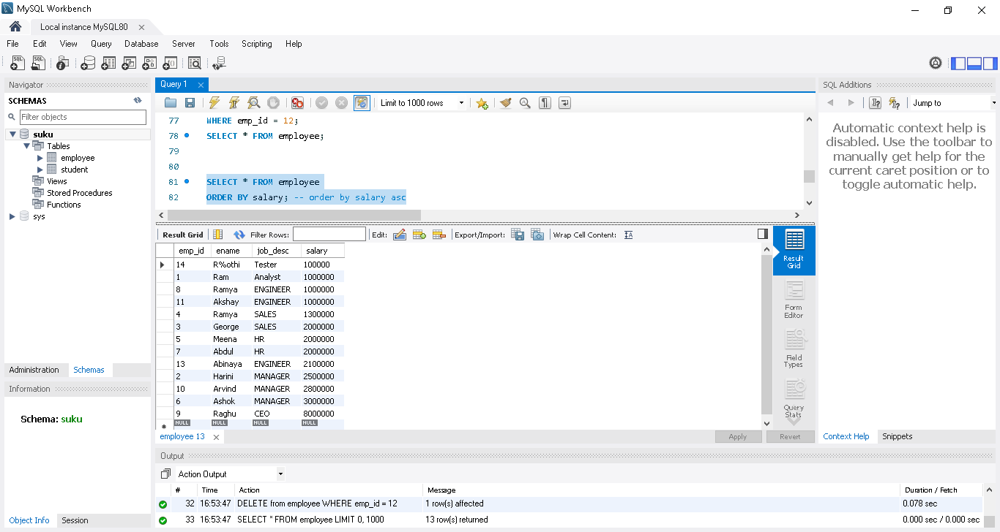 MySQL Workbench
Local instance MySQL80
File Edit View Query Database Server Tools Scripting Help
Navigator
SCHEMAS
Filter objects
suku
Tables
employee
student
Views
Stored Procedures
Functions
sys
Administration Schemas
Information
Schema: suku
Object Info Session
Query 1
Limit to 1000 rows
77 WHERE emp_id = 12;
78 SELECT * FROM employee;
79
80
81 SELECT * FROM employee
82 ORDER BY salary; -- order by salary asc
Result Grid Filter Rows: Edit: Export/Import: Wrap Cell Content:
emp_id ename job_desc salary
14 R%othi Tester 100000
1 Ram Analyst 1000000
8 Ramya ENGINEER 1000000
11 Akshay ENGINEER 1000000
4 Ramya SALES 1300000
3 George SALES 2000000
5 Meena HR 2000000
7 Abdul HR 2000000
13 Abinaya ENGINEER 2100000
2 Harini MANAGER 2500000
10 Arvind MANAGER 2800000
6 Ashok MANAGER 3000000
9 Raghu CEO 8000000
NULL NULL NULL NULL
employee 13
Apply Revert
Result
Grid
Form
Editor
Field
Types
Query
Stats
SQL Additions
Jump to
Automatic context help is
disabled. Use the toolbar to
manually get help for the
current caret position or to
toggle automatic help.
Context Help Snippets
Output
Action Output
# Time Action Message Duration / Fetch
32 16:53:47 DELETE from employee WHERE emp_id = 12 1 row(s) affected 0.078 sec
33 16:53:47 SELECT * FROM employee LIMIT 0, 1000 13 row(s) returned 0.000 sec / 0.000 sec